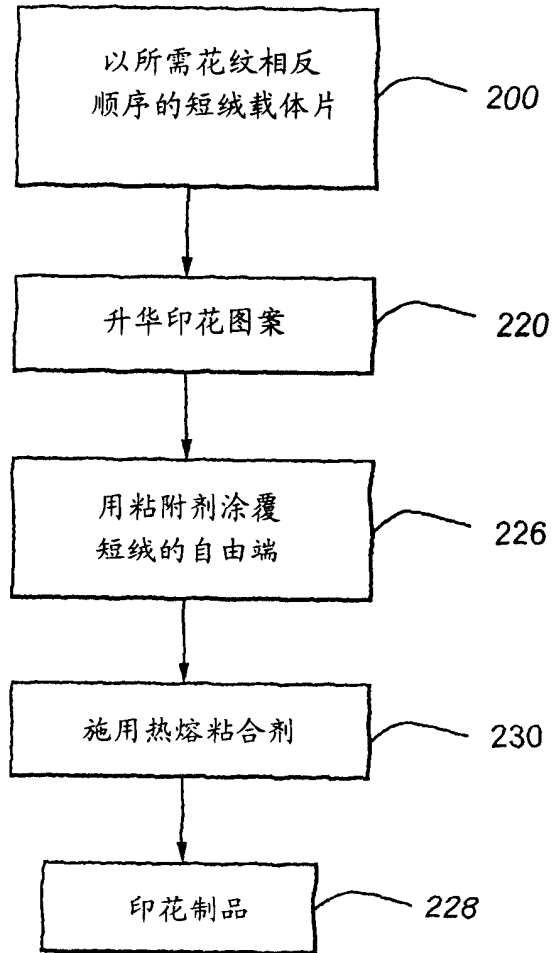 以所需花纹相反
顺序的短绒载体片
200
升华印花图案
220
用粘附剂涂覆
短绒的自由端
226
施用热熔粘合剂
230
印花制品
228